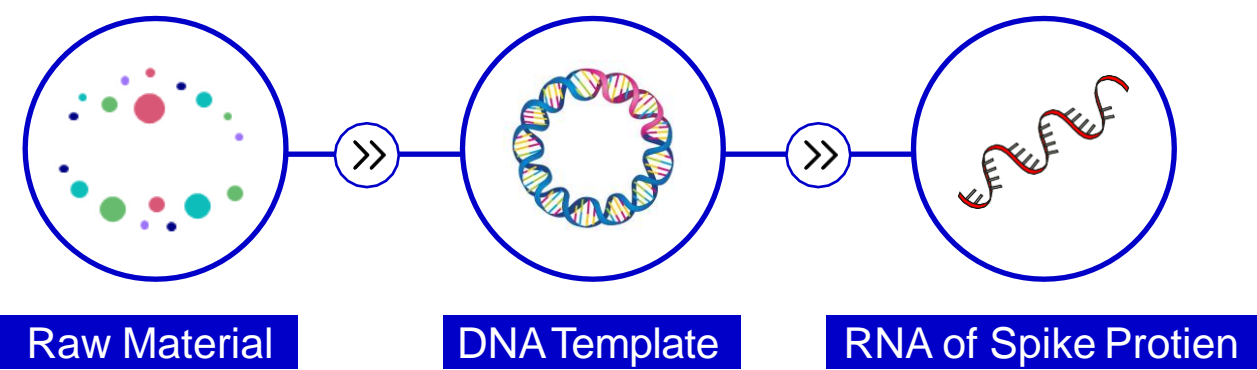 Raw Material
DNA Template
RNA of Spike Protien